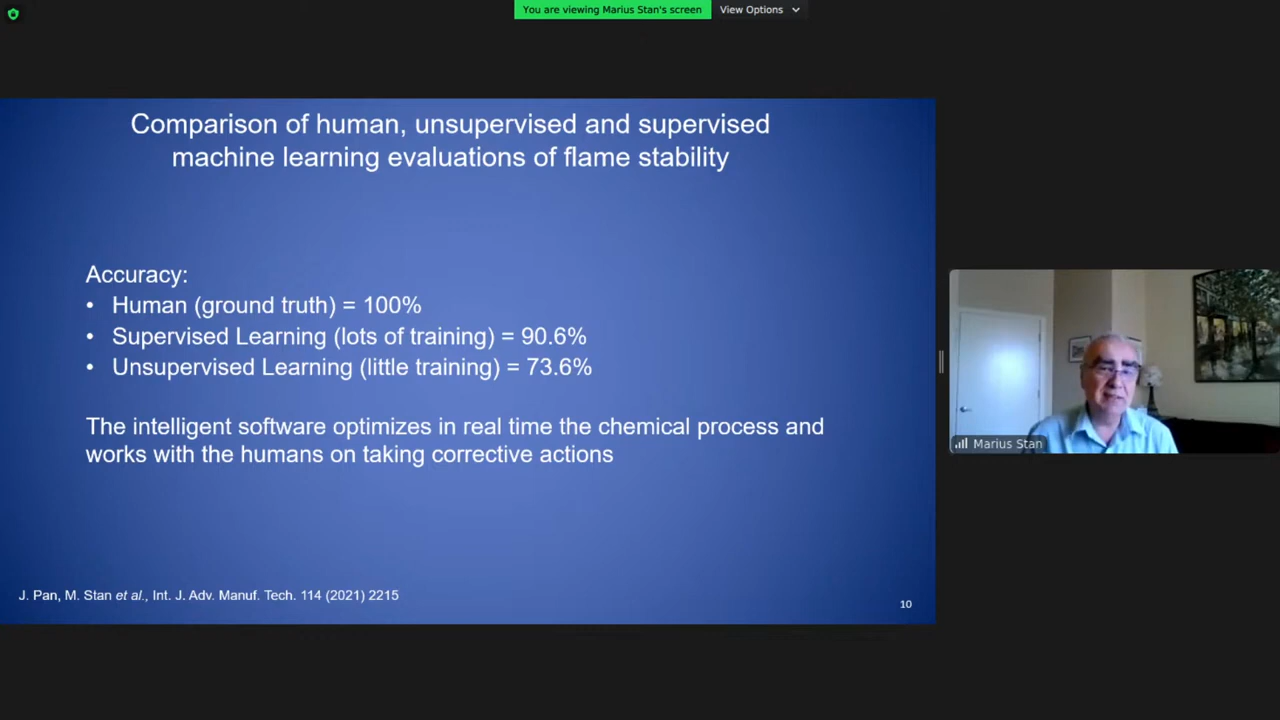 You are viewing Marius Stan's screen
View Options
Comparison of human, unsupervised and supervised
machine learning evaluations of flame stability
Accuracy:
• Human (ground truth) = 100%
• Supervised Learning (lots of training) = 90.6%
• Unsupervised Learning (little training) = 73.6%
The intelligent software optimizes in real time the chemical process and
works with the humans on taking corrective actions
J. Pan, M. Stan et al., Int. J. Adv. Manuf. Tech. 114 (2021) 2215
10
Marius Stan